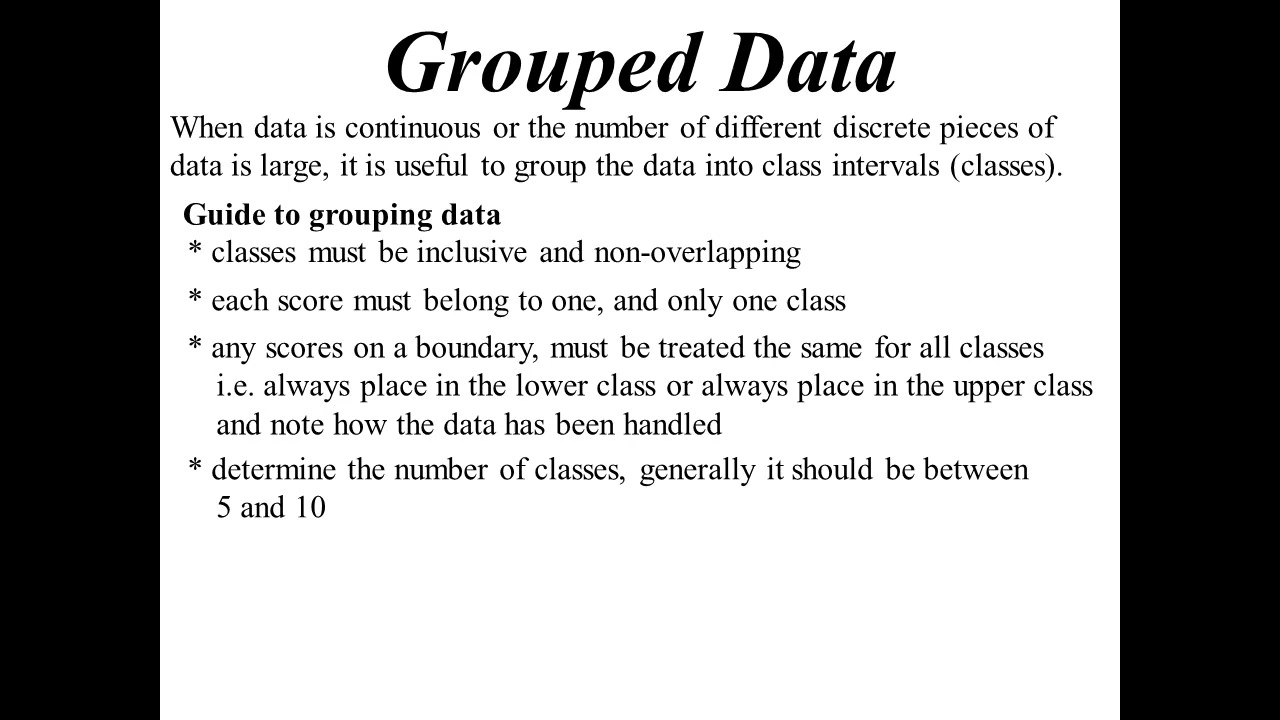 Grouped Data
When data is continuous or the number of different discrete pieces of
data is large, it is useful to group the data into class intervals (classes).
Guide to grouping data
* classes must be inclusive and non-overlapping
* each score must belong to one, and only one class
* any scores on a boundary, must be treated the same for all classes
i.e. always place in the lower class or always place in the upper class
and note how the data has been handled
* determine the number of classes, generally it should be between
5 and 10